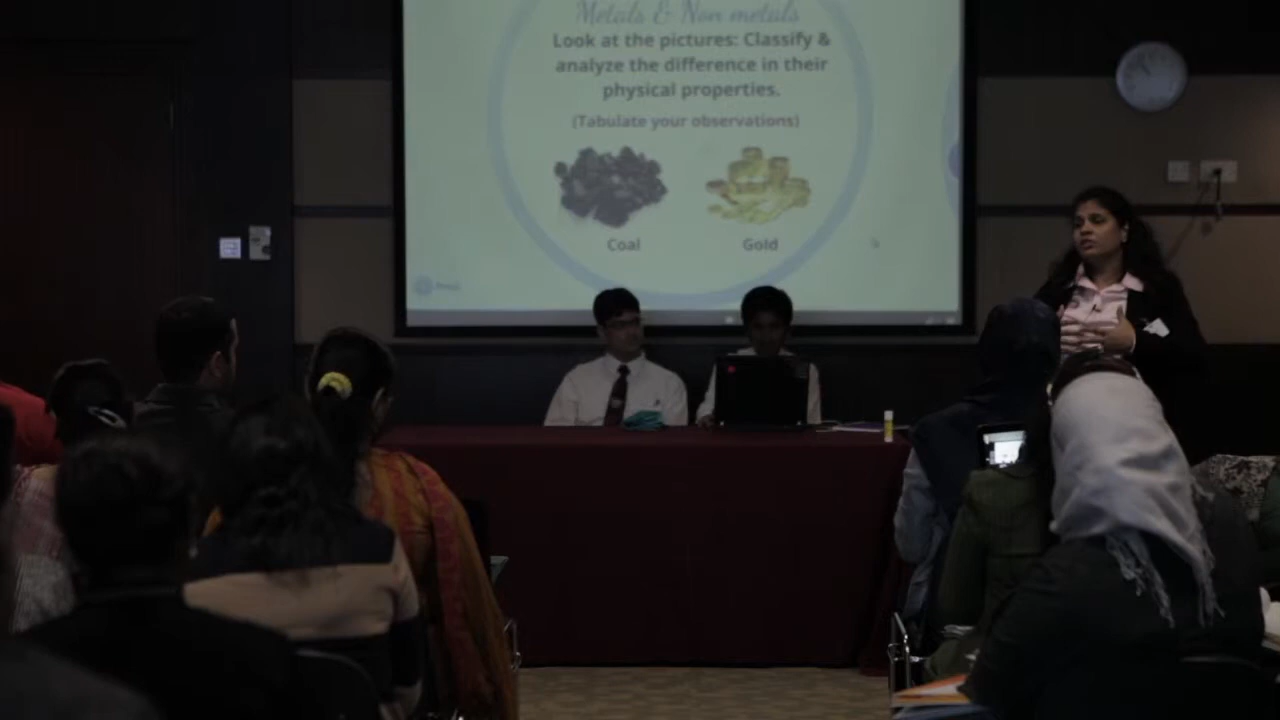 Metals & Non metals
Look at the pictures: Classify &
analyze the difference in their
physical properties.
(Tabulate your observations)
Coal
Gold